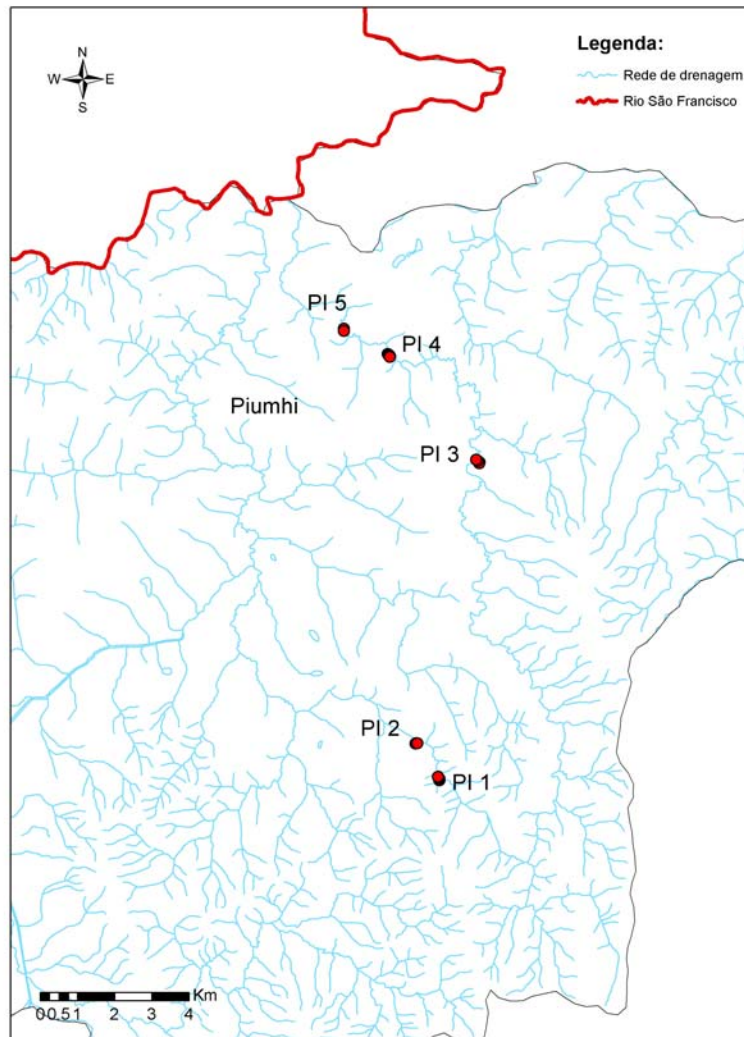 Legenda:
N
W E
S
Rede de drenagem
Rio São Francisco
PI 5
PI 4
Piumhi
PI 3
PI 2
PI 1
Km
0 0.5 1 2 3 4